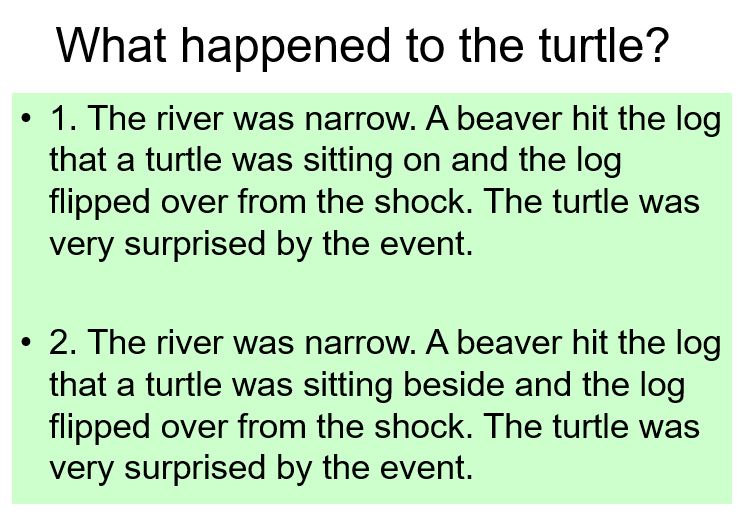 What happened to the turtle?
• 1. The river was narrow. A beaver hit the log
that a turtle was sitting on and the log
flipped over from the shock. The turtle was
very surprised by the event.
• 2. The river was narrow. A beaver hit the log
that a turtle was sitting beside and the log
flipped over from the shock. The turtle was
very surprised by the event.